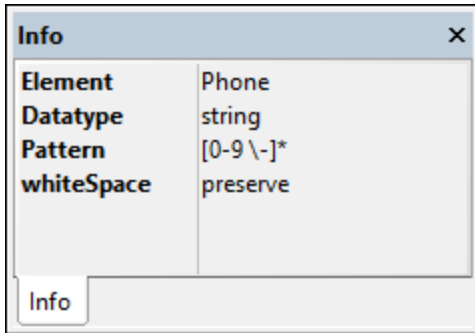 Info
Element Phone
Datatype string
Pattern [0-9 \-]*
whiteSpace preserve
Info